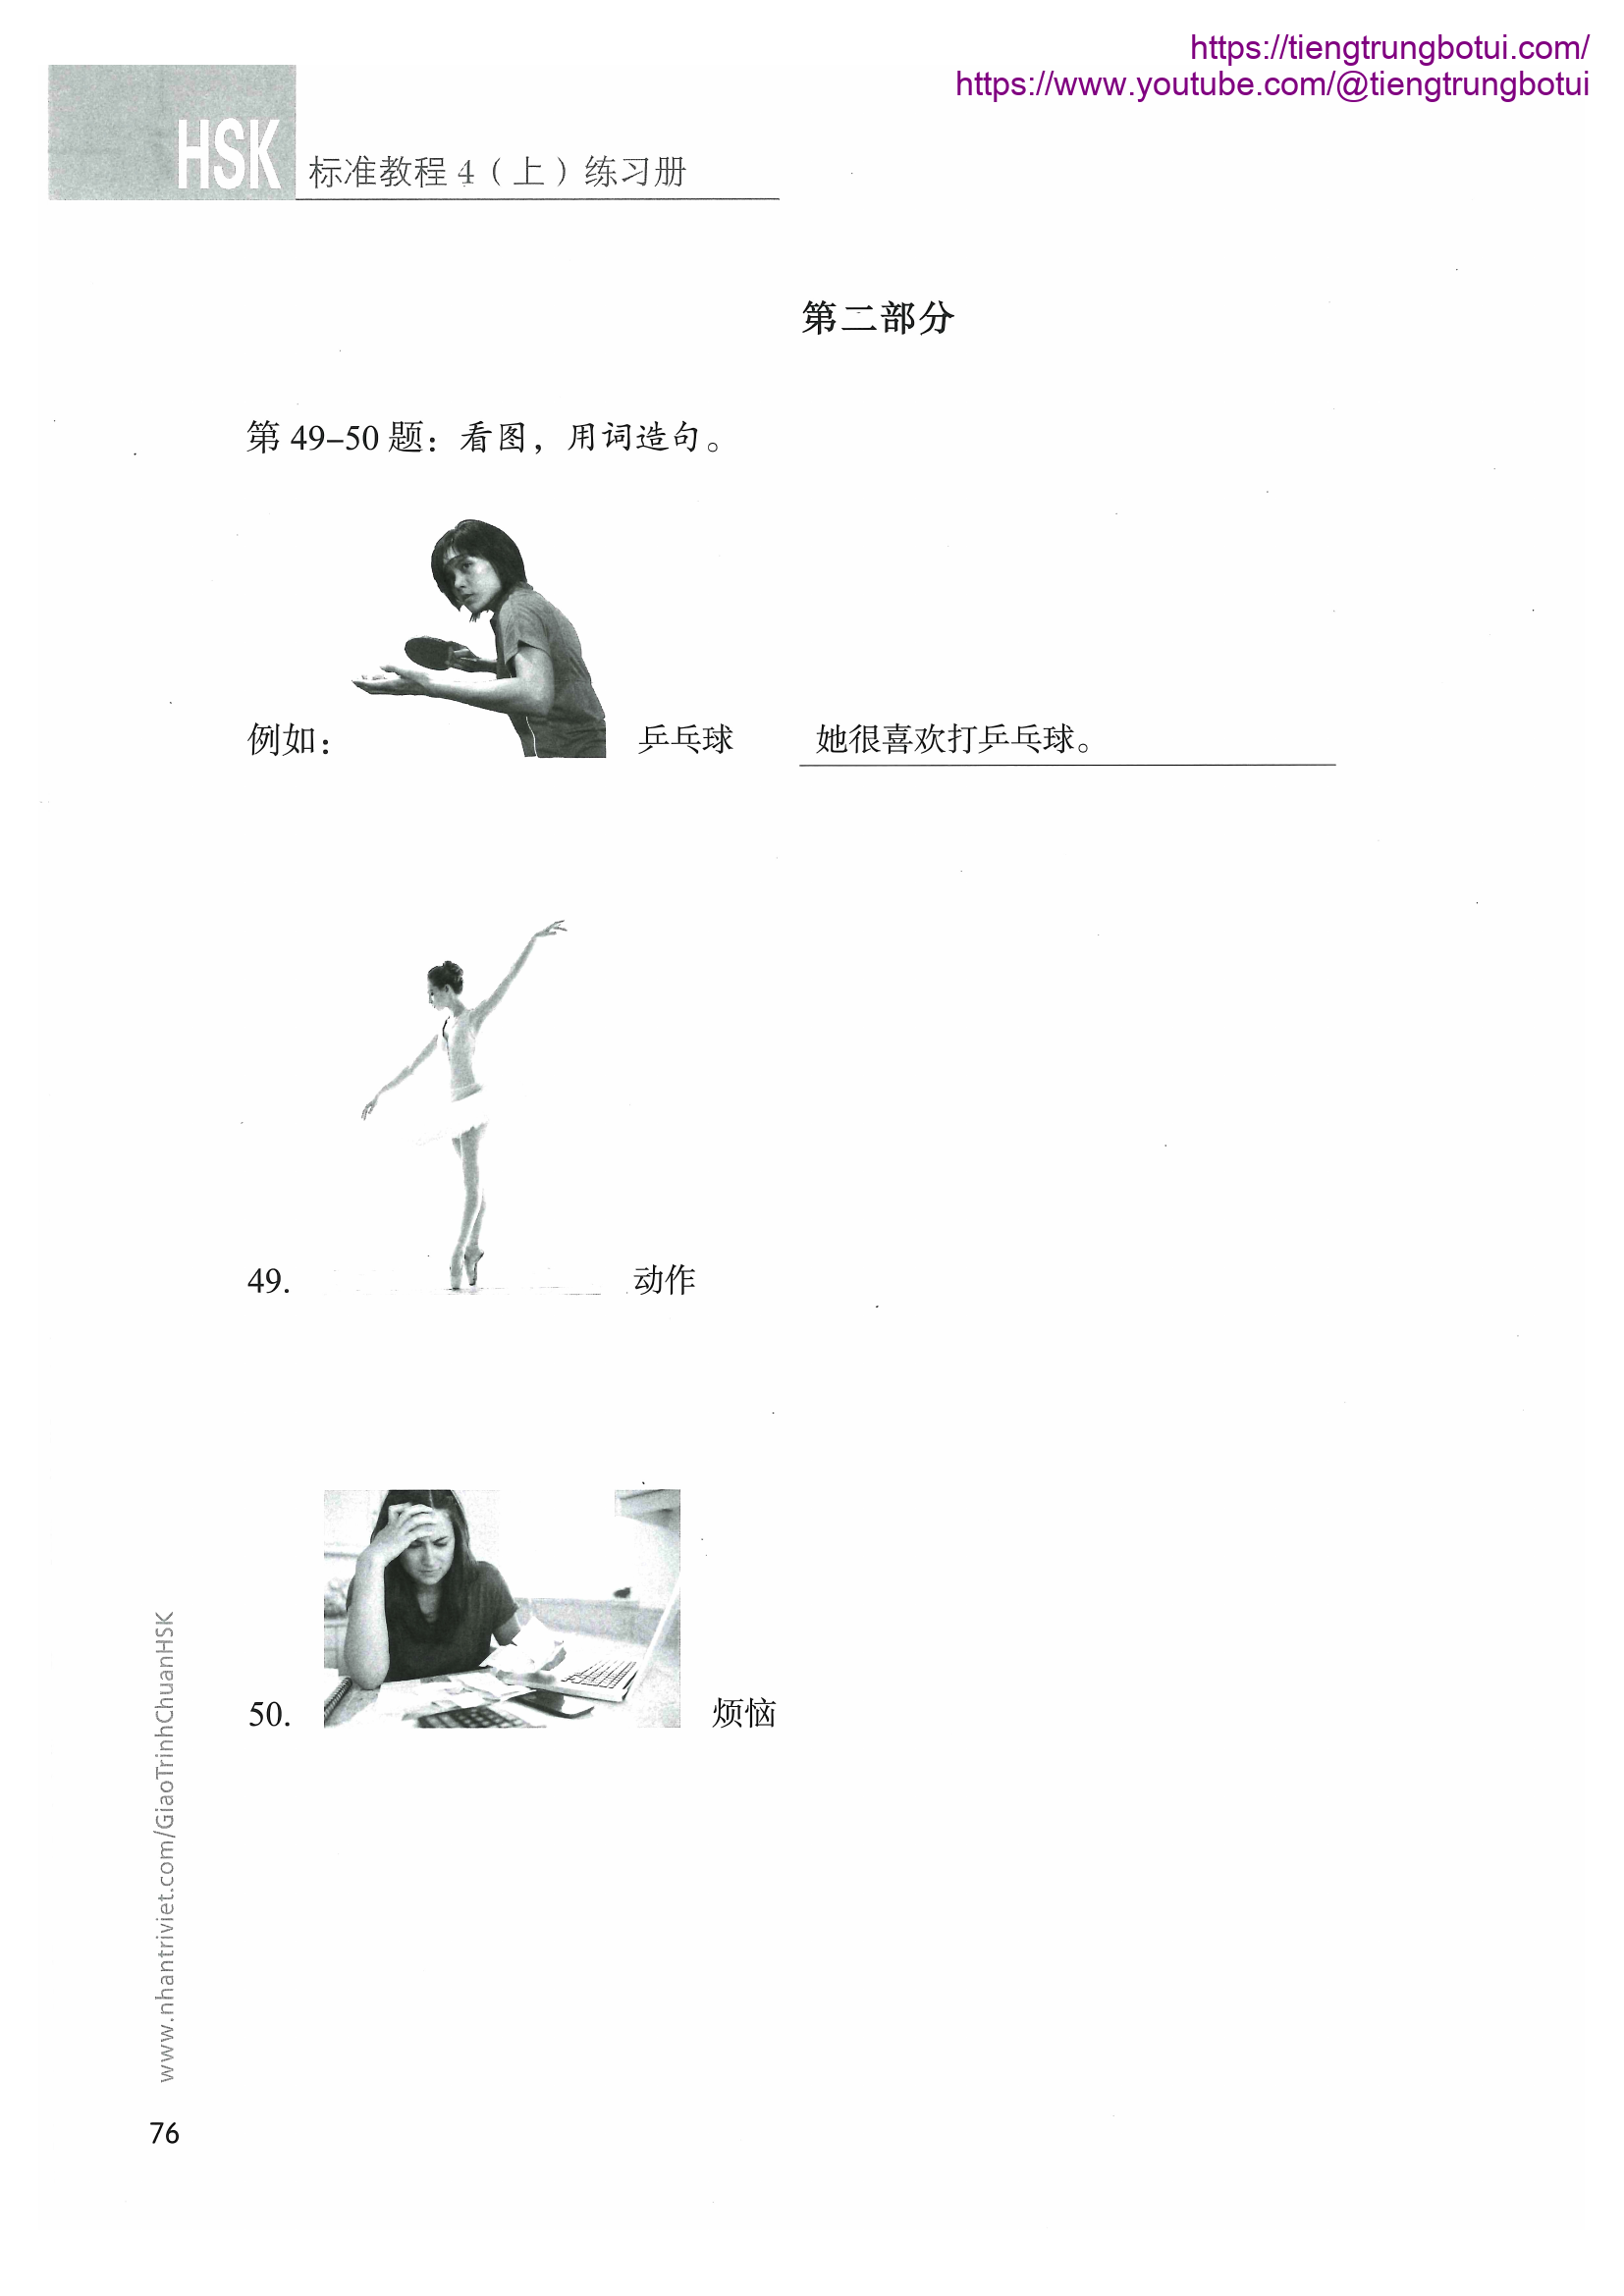 https://tiengtrungbotui.com/
https://www.youtube.com/@tiengtrungbotui
HSK 标准教程 4（上）练习册
第二部分
第 49–50 题：看图，用词造句。
例如： 乒乓球 她很喜欢打乒乓球。
49. 动作
50. 烦恼
www.nhantriviet.com/GiaoTrinhChuanHSK
76